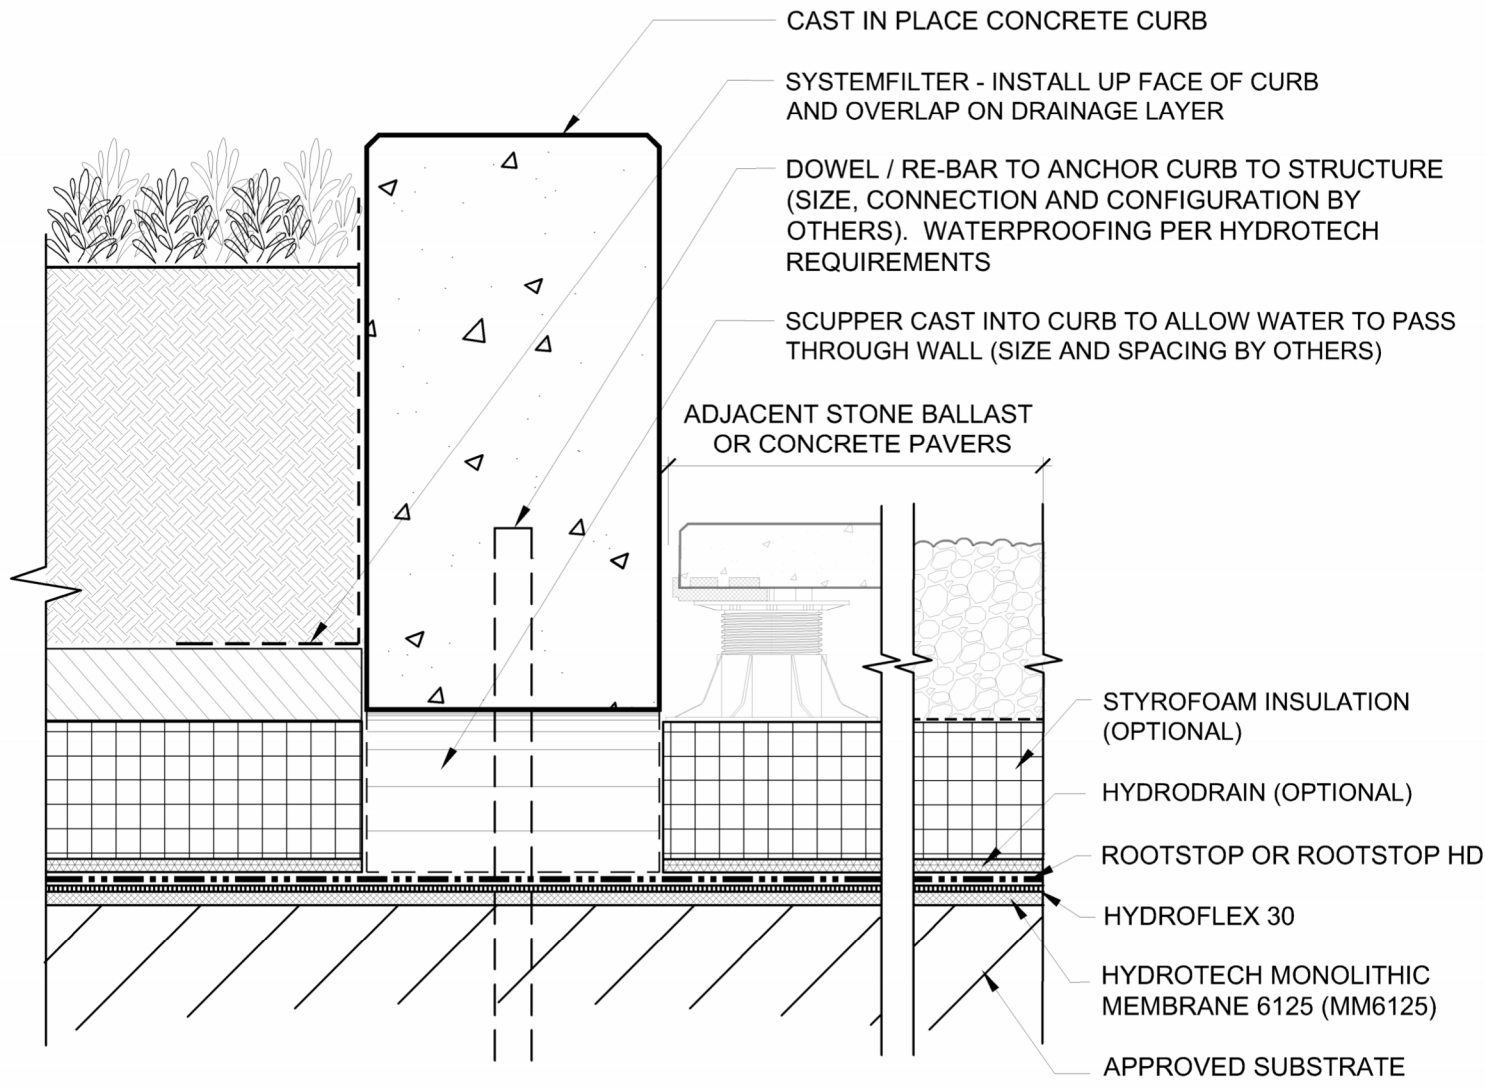 CAST IN PLACE CONCRETE CURB
SYSTEMFILTER - INSTALL UP FACE OF CURB
AND OVERLAP ON DRAINAGE LAYER
DOWEL / RE-BAR TO ANCHOR CURB TO STRUCTURE
(SIZE, CONNECTION AND CONFIGURATION BY
OTHERS). WATERPROOFING PER HYDROTECH
REQUIREMENTS
SCUPPER CAST INTO CURB TO ALLOW WATER TO PASS
THROUGH WALL (SIZE AND SPACING BY OTHERS)
ADJACENT STONE BALLAST
OR CONCRETE PAVERS
STYROFOAM INSULATION
(OPTIONAL)
HYDRODRAIN (OPTIONAL)
ROOTSTOP OR ROOTSTOP HD
HYDROFLEX 30
HYDROTECH MONOLITHIC
MEMBRANE 6125 (MM6125)
APPROVED SUBSTRATE